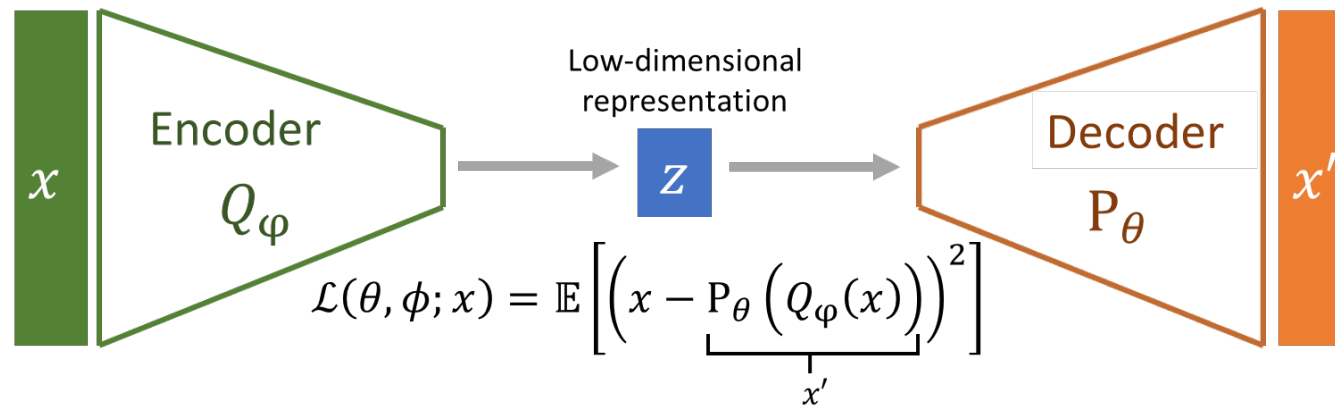 x
Encoder
Q_φ
Low-dimensional
representation
z
Decoder
P_θ
x′
ℒ(θ, ϕ; x) = 𝔼[(x − P_θ(Q_φ(x)))²]
x′